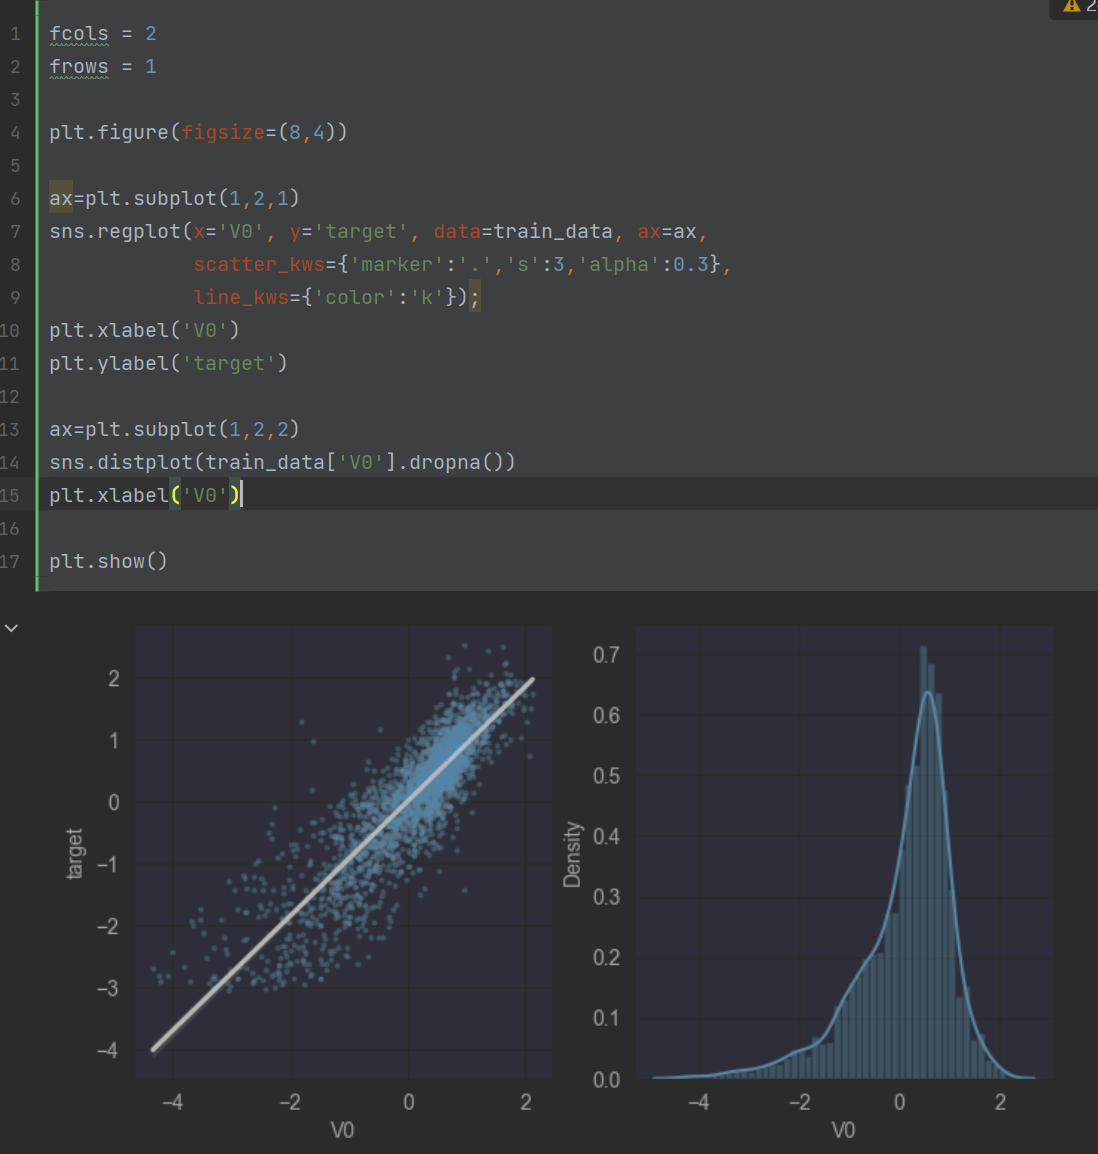 2
1 fcols = 2
2 frows = 1
3
4 plt.figure(figsize=(8,4))
5
6 ax=plt.subplot(1,2,1)
7 sns.regplot(x='V0', y='target', data=train_data, ax=ax,
8 scatter_kws={'marker':'.','s':3,'alpha':0.3},
9 line_kws={'color':'k'});
10 plt.xlabel('V0')
11 plt.ylabel('target')
12
13 ax=plt.subplot(1,2,2)
14 sns.distplot(train_data['V0'].dropna())
15 plt.xlabel('V0')
16
17 plt.show()
2
1
0
−1
−2
−3
−4
target
−4 −2 0 2
V0
0.7
0.6
0.5
0.4
0.3
0.2
0.1
0.0
Density
−4 −2 0 2
V0